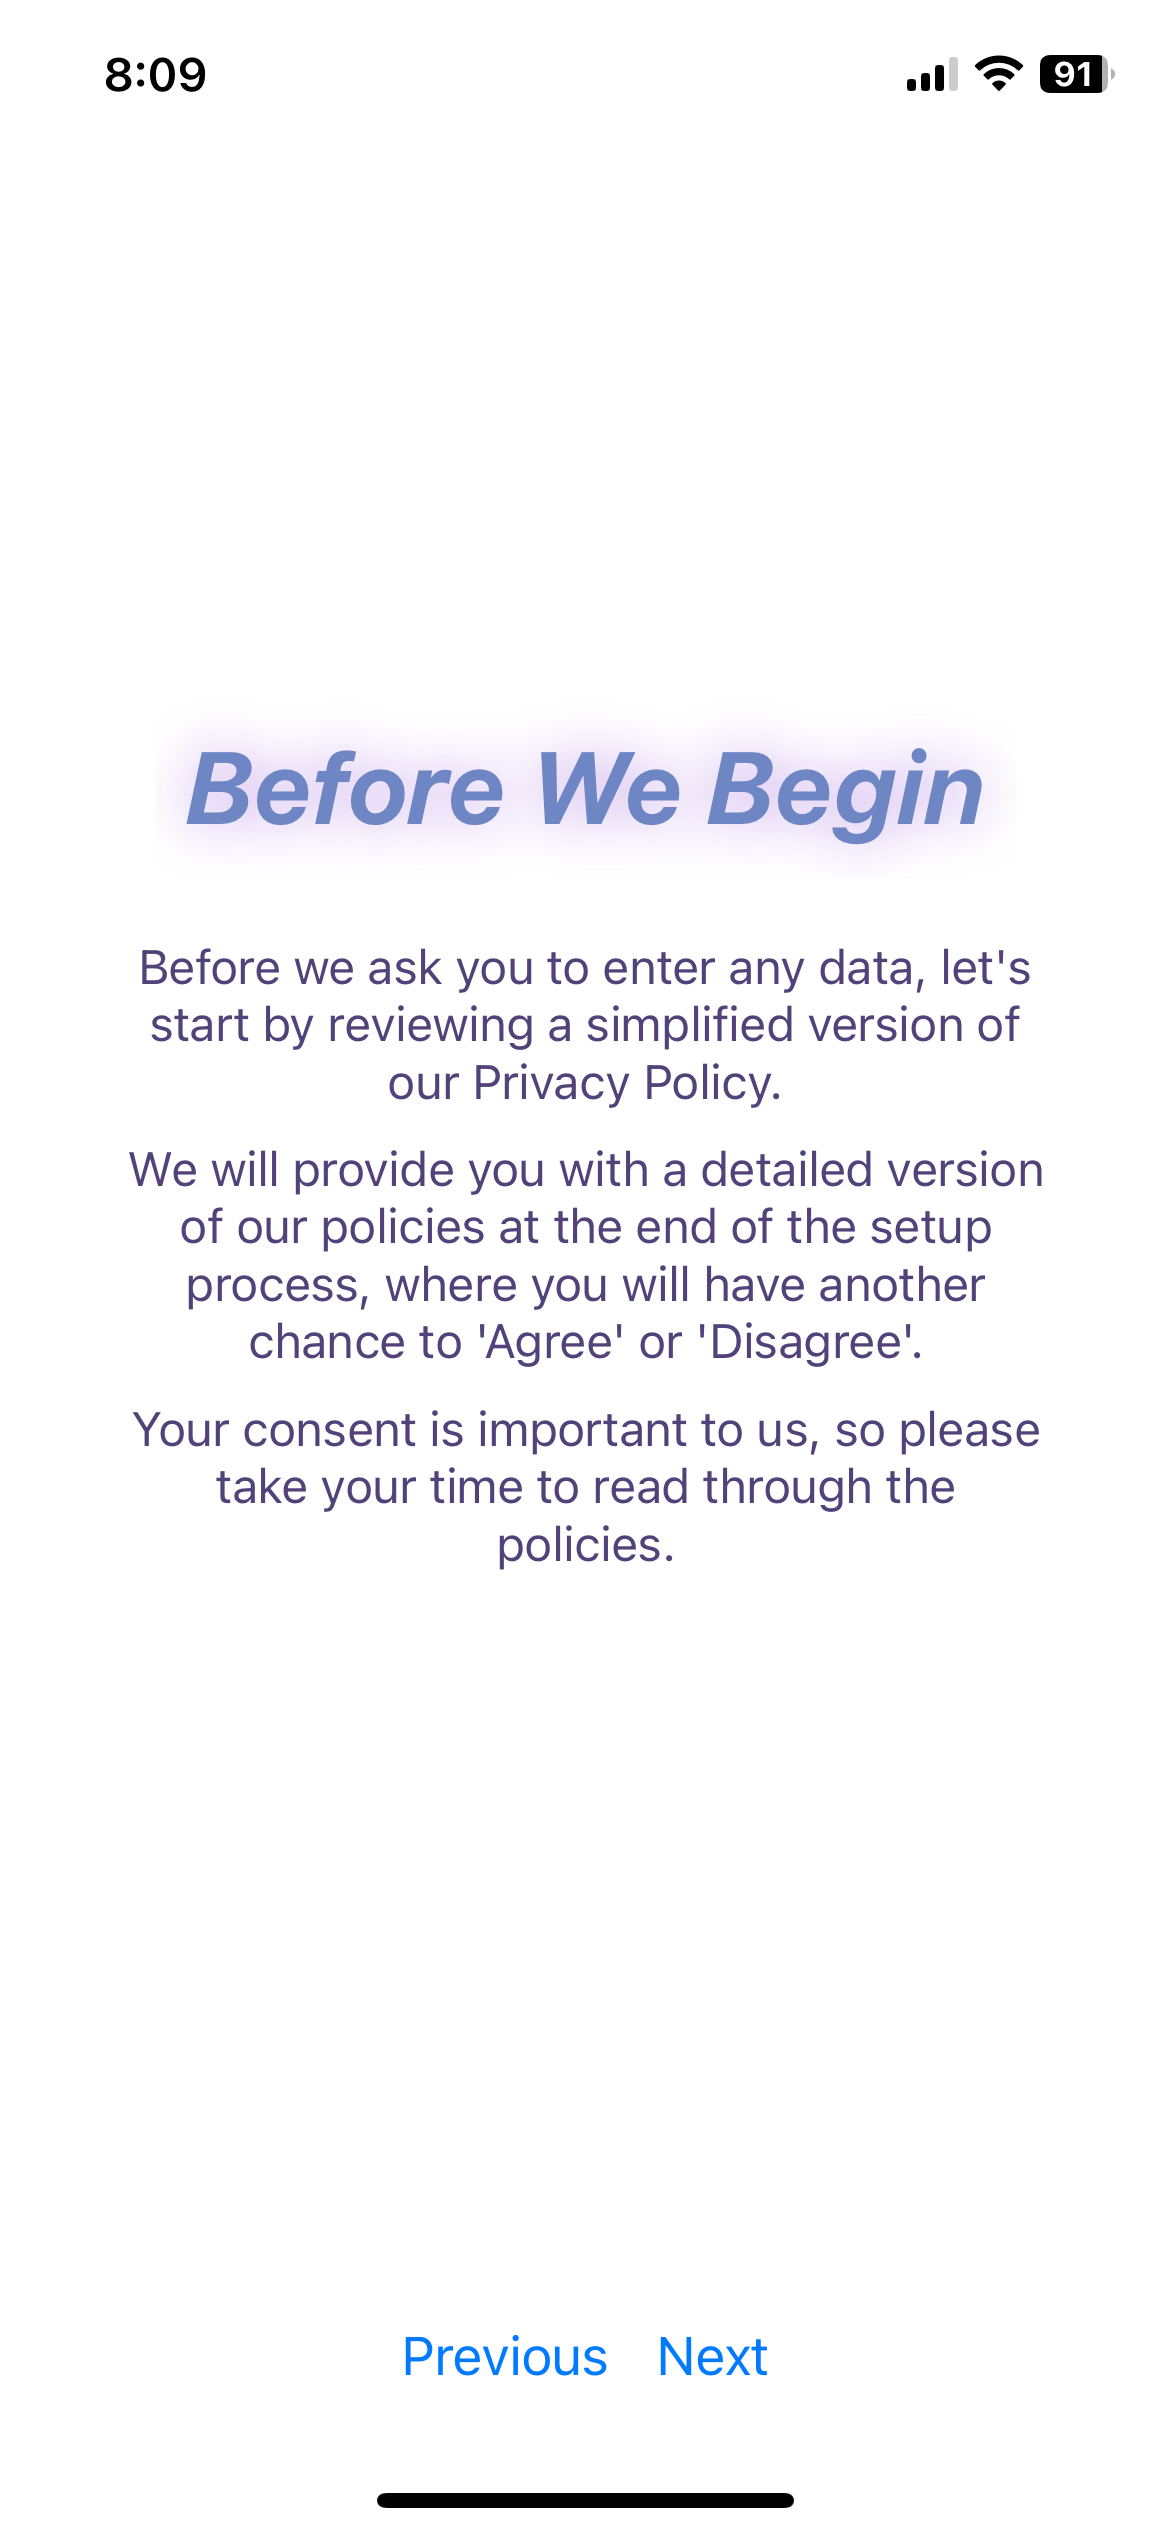 8:09
91
Before We Begin
Before we ask you to enter any data, let's
start by reviewing a simplified version of
our Privacy Policy.
We will provide you with a detailed version
of our policies at the end of the setup
process, where you will have another
chance to 'Agree' or 'Disagree'.
Your consent is important to us, so please
take your time to read through the
policies.
Previous Next